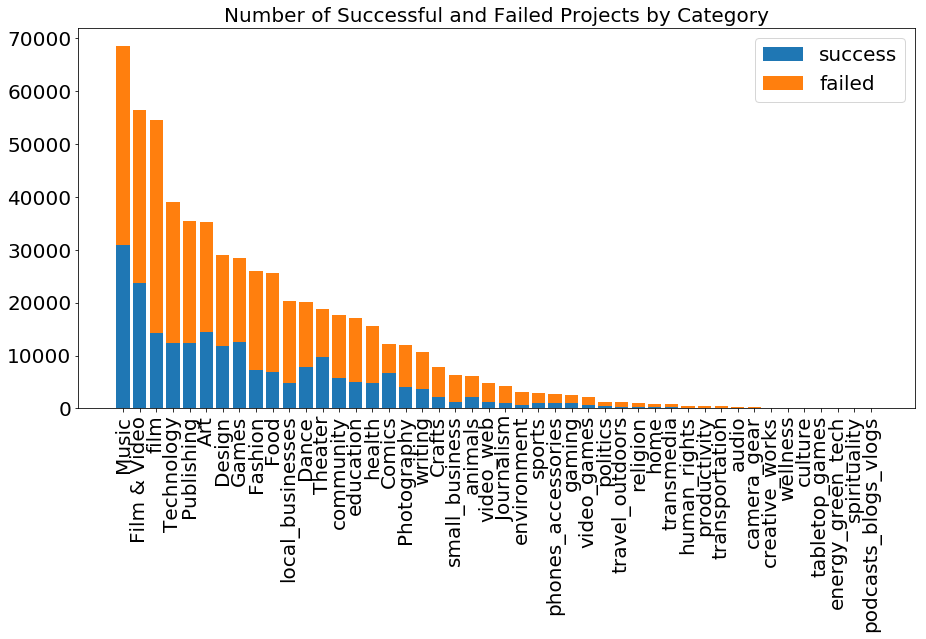 Number of Successful and Failed Projects by Category
70000
60000
50000
40000
30000
20000
10000
0
success
failed
Music
Film & Video
film
Technology
Publishing
Art
Design
Games
Fashion
Food
local_businesses
Dance
Theater
community
education
health
Comics
Photography
writing
Crafts
small_business
animals
video_web
Journalism
environment
sports
phones_accessories
gaming
video_games
politics
travel_outdoors
religion
home
transmedia
human_rights
productivity
transportation
audio
camera_gear
creative_works
wellness
culture
tabletop_games
energy_green_tech
spirituality
podcasts_blogs_vlogs